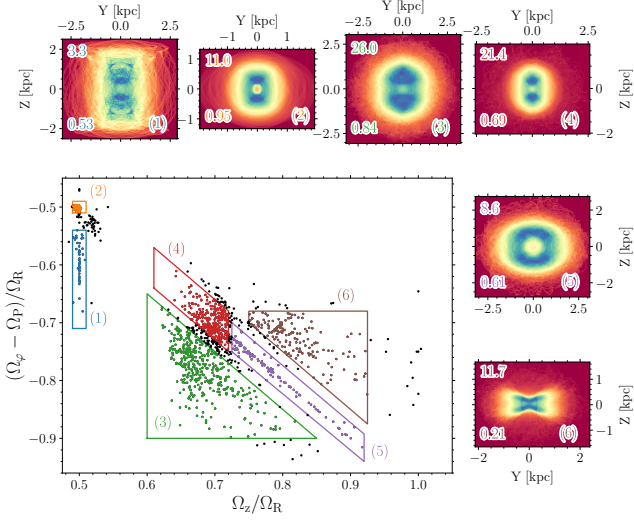 Y [kpc]
−2.5 0.0 2.5
Y [kpc]
−1 0 1
Y [kpc]
−2.5 0.0 2.5
Y [kpc]
−2 0 2
Z [kpc]
2
0
−2
3.3
0.53
(1)
11.0
0.95
(2)
2.5
0.0
−2.5
26.0
0.84
(3)
21.4
0.69
(4)
0
−2
Z [kpc]
(Ωφ − ΩP)/ΩR
−0.5
−0.6
−0.7
−0.8
−0.9
(2)
(1)
(4)
(6)
(3)
(5)
0.5 0.6 0.7 0.8 0.9 1.0
Ωz/ΩR
8.6
0.61
(5)
2
0
−2
Z [kpc]
−2.5 0.0 2.5
11.7
0.21
(6)
1
0
−1
Z [kpc]
−2 0 2
Y [kpc]